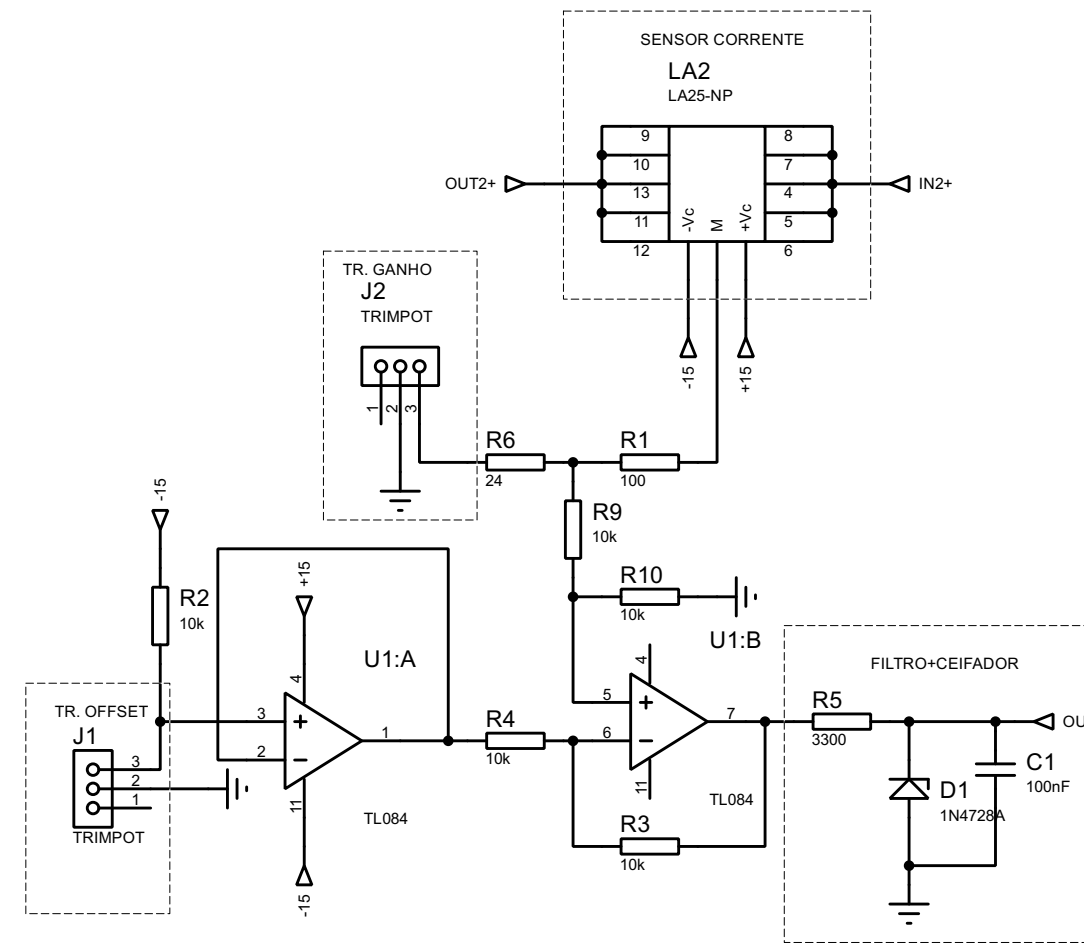 SENSOR CORRENTE
LA2
LA25-NP
9
8
10
7
OUT2+
13
4
IN2+
11
5
12
6
-Vc
M
+Vc
-15
+15
TR. GANHO
J2
TRIMPOT
1
2
3
R6
24
R1
100
R9
10k
R10
10k
-15
R2
10k
+15
4
U1:A
3
2
1
11
TL084
-15
TR. OFFSET
J1
3
2
1
TRIMPOT
R4
10k
U1:B
4
5
6
7
11
TL084
R3
10k
FILTRO+CEIFADOR
R5
3300
OU
D1
1N4728A
C1
100nF